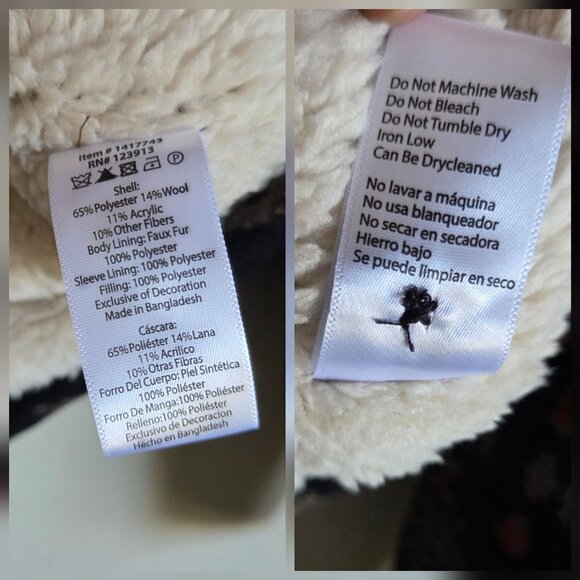 Item # 1417743
RN# 123913
P
Shell:
65%Polyester 14%Wool
11% Acrylic
10% Other Fibers
Body Lining: Faux Fur
100% Polyester
Sleeve Lining: 100% Polyester
Filling: 100% Polyester
Exclusive of Decoration
Made in Bangladesh
Cáscara:
65%Poliéster 14%Lana
11% Acrilico
10% Otras Fibras
Forro Del Cuerpo: Piel Sintética
100% Poliéster
Forro De Manga:100% Poliéster
Relleno:100% Poliéster
Exclusivo de Decoracion
Hecho en Bangladesh
Do Not Machine Wash
Do Not Bleach
Do Not Tumble Dry
Iron Low
Can Be Drycleaned
No lavar a máquina
No usa blanqueador
No secar en secadora
Hierro bajo
Se puede limpiar en seco